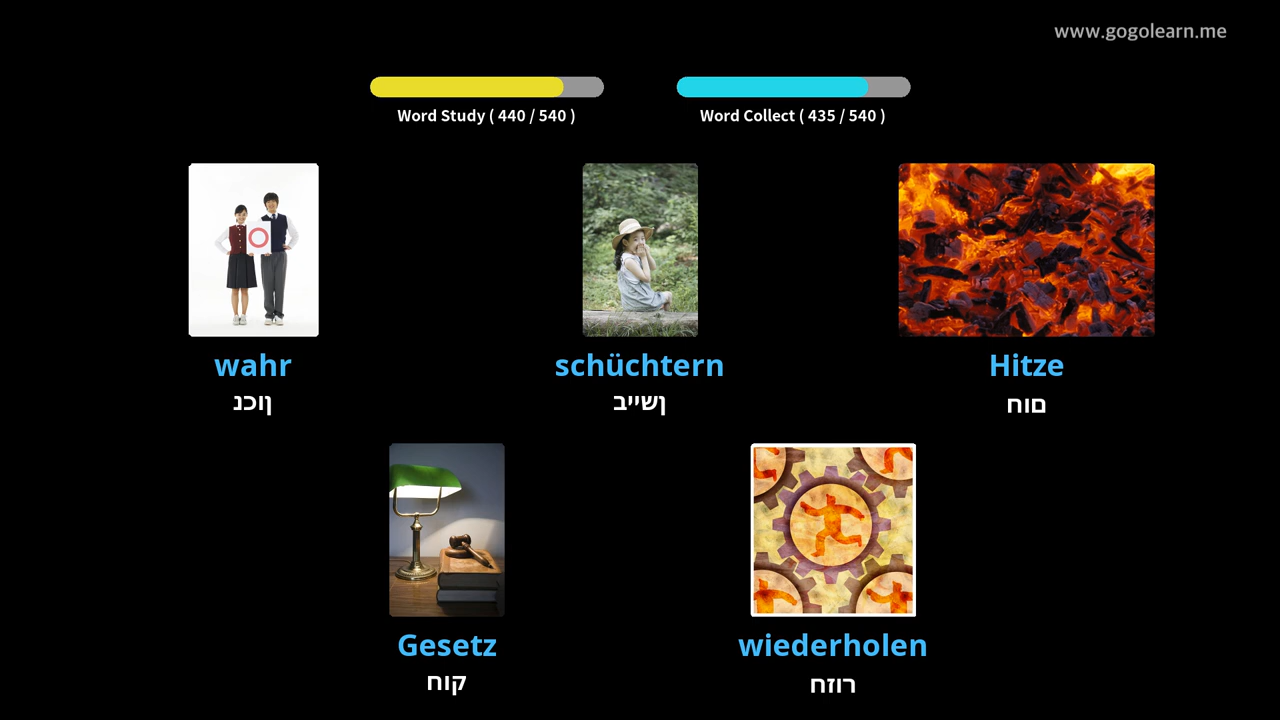 www.gogolearn.me
Word Study ( 440 / 540 )
Word Collect ( 435 / 540 )
wahr
נכון
schüchtern
ביישן
Hitze
חום
Gesetz
חוק
wiederholen
חזור